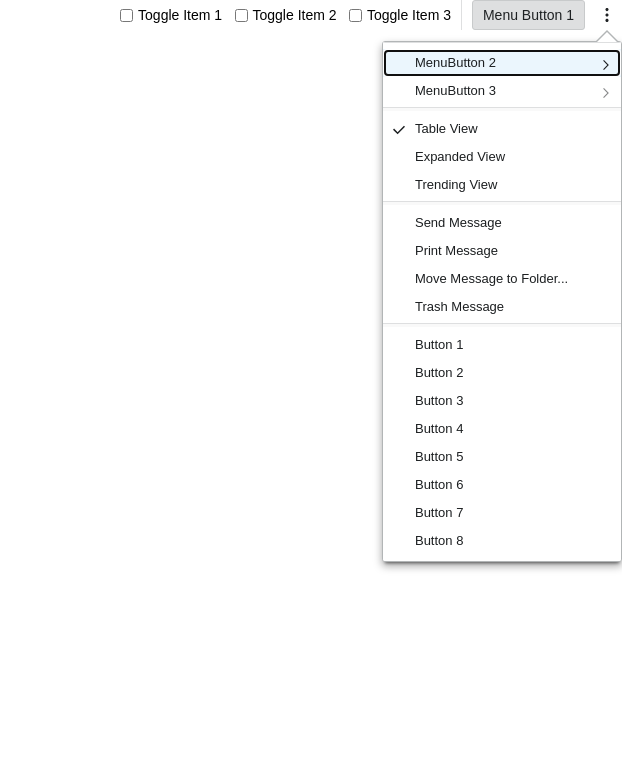 Toggle Item 1 Toggle Item 2 Toggle Item 3 Menu Button 1
MenuButton 2
MenuButton 3
Table View
Expanded View
Trending View
Send Message
Print Message
Move Message to Folder...
Trash Message
Button 1
Button 2
Button 3
Button 4
Button 5
Button 6
Button 7
Button 8